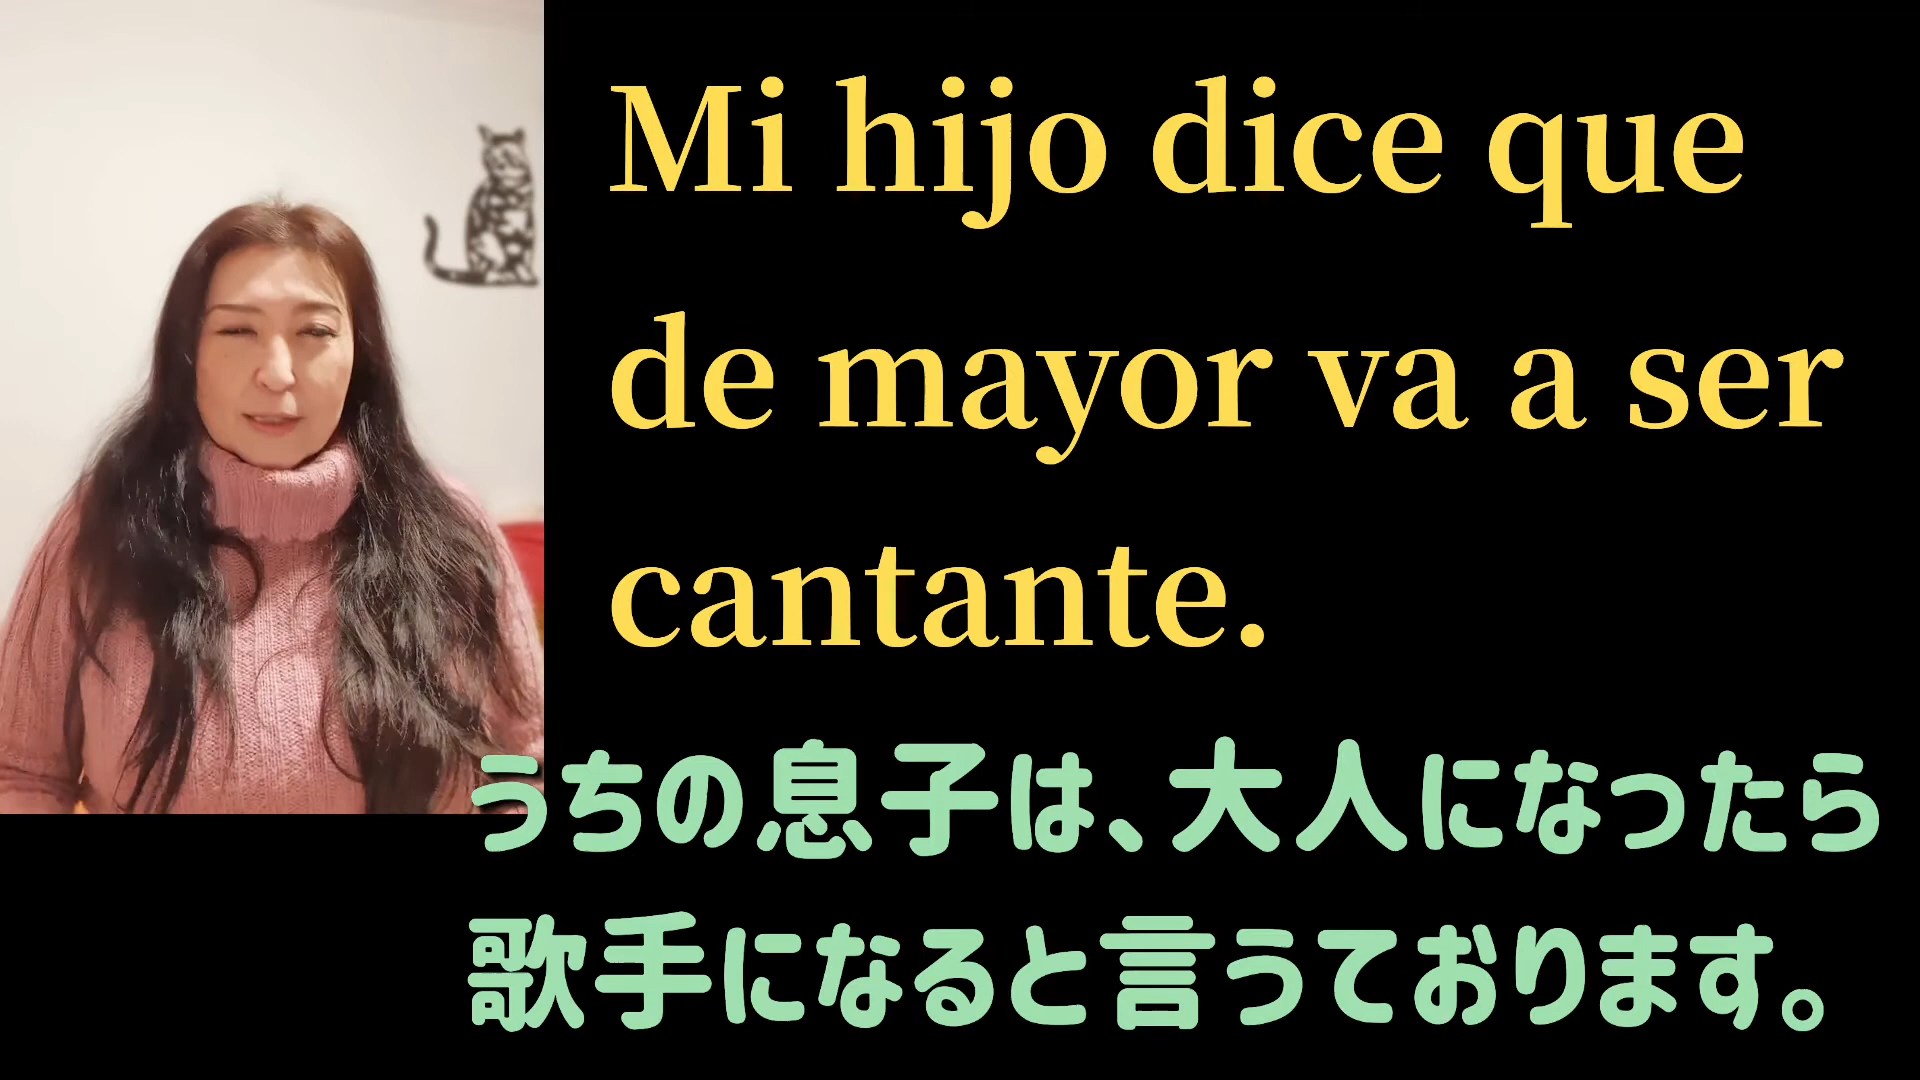 Mi hijo dice que
de mayor va a ser
cantante.
うちの息子は、大人になったら
歌手になると言うております。